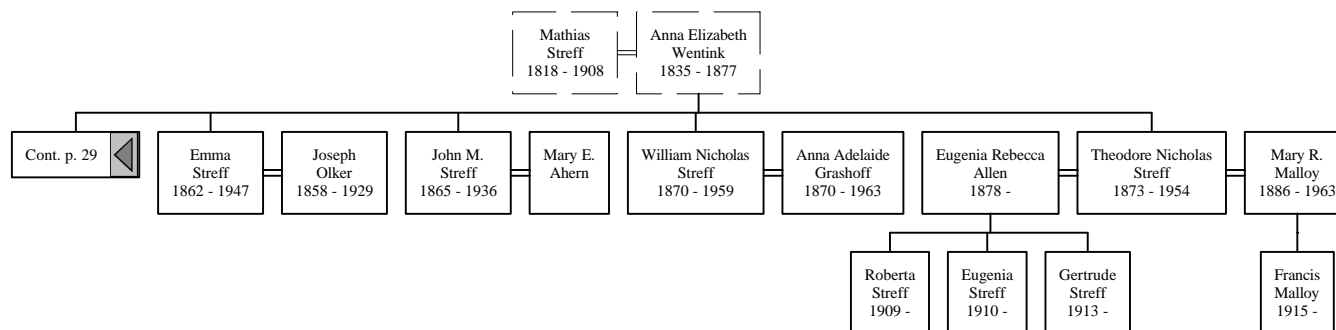 Mathias
Streff
1818 - 1908
Anna Elizabeth
Wentink
1835 - 1877
Cont. p. 29
Emma
Streff
1862 - 1947
Joseph
Olker
1858 - 1929
John M.
Streff
1865 - 1936
Mary E.
Ahern
William Nicholas
Streff
1870 - 1959
Anna Adelaide
Grashoff
1870 - 1963
Eugenia Rebecca
Allen
1878 -
Theodore Nicholas
Streff
1873 - 1954
Mary R.
Malloy
1886 - 1963
Roberta
Streff
1909 -
Eugenia
Streff
1910 -
Gertrude
Streff
1913 -
Francis
Malloy
1915 -